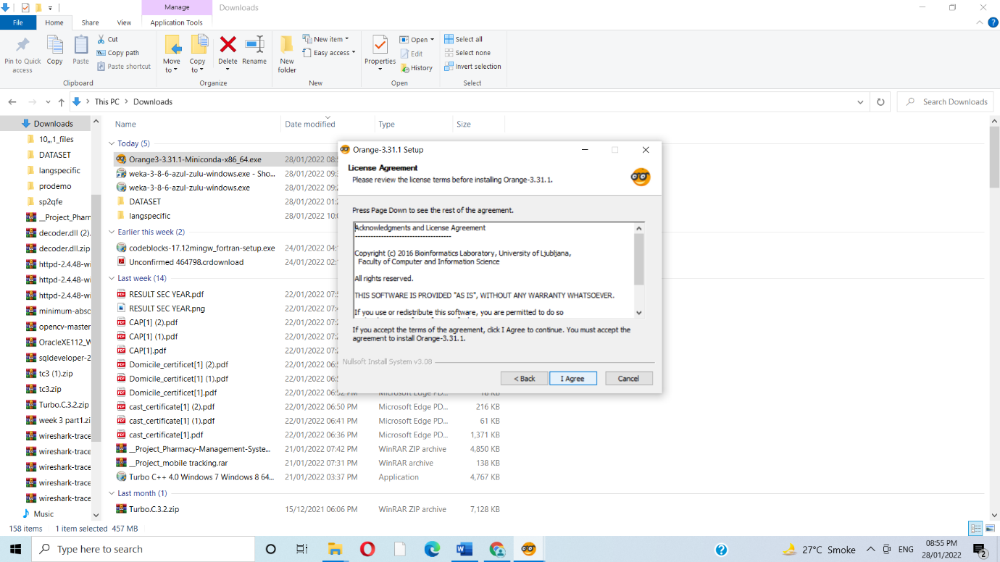 Manage
Downloads
File
Home
Share
View
Application Tools
Pin to Quick access
Copy
Paste
Cut
Copy path
Paste shortcut
Move to
Copy to
Delete
Rename
New folder
New item
Easy access
Properties
Open
Edit
History
Select all
Select none
Invert selection
Clipboard
Organize
New
Open
Select
This PC
Downloads
Search Downloads
Downloads
10,,,1_files
DATASET
langspecific
prodemo
sp2qfe
__Project_Pharm
decoder.dll (2).
decoder.dll.zip
httpd-2.4.48-wi
httpd-2.4.48-wi
httpd-2.4.48-wi
minimum-abso
opencv-master
OracleXE112_W
sqldeveloper-2
tc3 (1).zip
tc3.zip
Turbo.C.3.2.zip
week 3 part1.zi
wireshark-trace
wireshark-trace
wireshark-trace
wireshark-trace
wireshark-trace
Music
Name
Date modified
Type
Size
Today (5)
Orange3-3.31.1-Miniconda-x86_64.exe 28/01/2022 08:
weka-3-8-6-azul-zulu-windows.exe - Sho... 28/01/2022 09:
weka-3-8-6-azul-zulu-windows.exe 28/01/2022 09:
DATASET 28/01/2022 01:
langspecific 28/01/2022 10:
Earlier this week (2)
codeblocks-17.12mingw_fortran-setup.exe 24/01/2022 04:
Unconfirmed 464798.crdownload 24/01/2022 02:
Last week (14)
RESULT SEC YEAR.pdf 22/01/2022 07:
RESULT SEC YEAR.png 22/01/2022 07:
CAP[1] (2).pdf 22/01/2022 07:
CAP[1] (1).pdf 22/01/2022 07:
CAP[1].pdf 22/01/2022 07:
Domicile_certificet[1] (2).pdf 22/01/2022 06:
Domicile_certificet[1] (1).pdf 22/01/2022 06:
Domicile_certificet[1].pdf 22/01/2022 06:52 PM Microsoft Edge PD... 16 KB
cast_certificate[1] (2).pdf 22/01/2022 06:50 PM Microsoft Edge PD... 216 KB
cast_certificate[1] (1).pdf 22/01/2022 06:41 PM Microsoft Edge PD... 61 KB
cast_certificate[1].pdf 22/01/2022 06:36 PM Microsoft Edge PD... 1,371 KB
__Project_Pharmacy-Management-Syste... 21/01/2022 07:42 PM WinRAR ZIP archive 4,850 KB
__Project_mobile tracking.rar 21/01/2022 07:31 PM WinRAR archive 138 KB
Turbo C++ 4.0 Windows 7 Windows 8 64... 21/01/2022 03:37 PM Application 4,767 KB
Last month (1)
Turbo.C.3.2.zip 15/12/2021 06:06 PM WinRAR ZIP archive 7,128 KB
Orange-3.31.1 Setup
License Agreement
Please review the license terms before installing Orange-3.31.1.
Press Page Down to see the rest of the agreement.
Acknowledgments and License Agreement
-------------------------------------
Copyright (c) 2016 Bioinformatics Laboratory, University of Ljubljana,
Faculty of Computer and Information Science
All rights reserved.
THIS SOFTWARE IS PROVIDED "AS IS", WITHOUT ANY WARRANTY WHATSOEVER.
If you use or redistribute this software, you are permitted to do so
If you accept the terms of the agreement, click I Agree to continue. You must accept the
agreement to install Orange-3.31.1.
Nullsoft Install System v3.08
< Back
I Agree
Cancel
158 items
1 item selected 457 MB
Type here to search
27°C Smoke
ENG
08:55 PM
28/01/2022
2